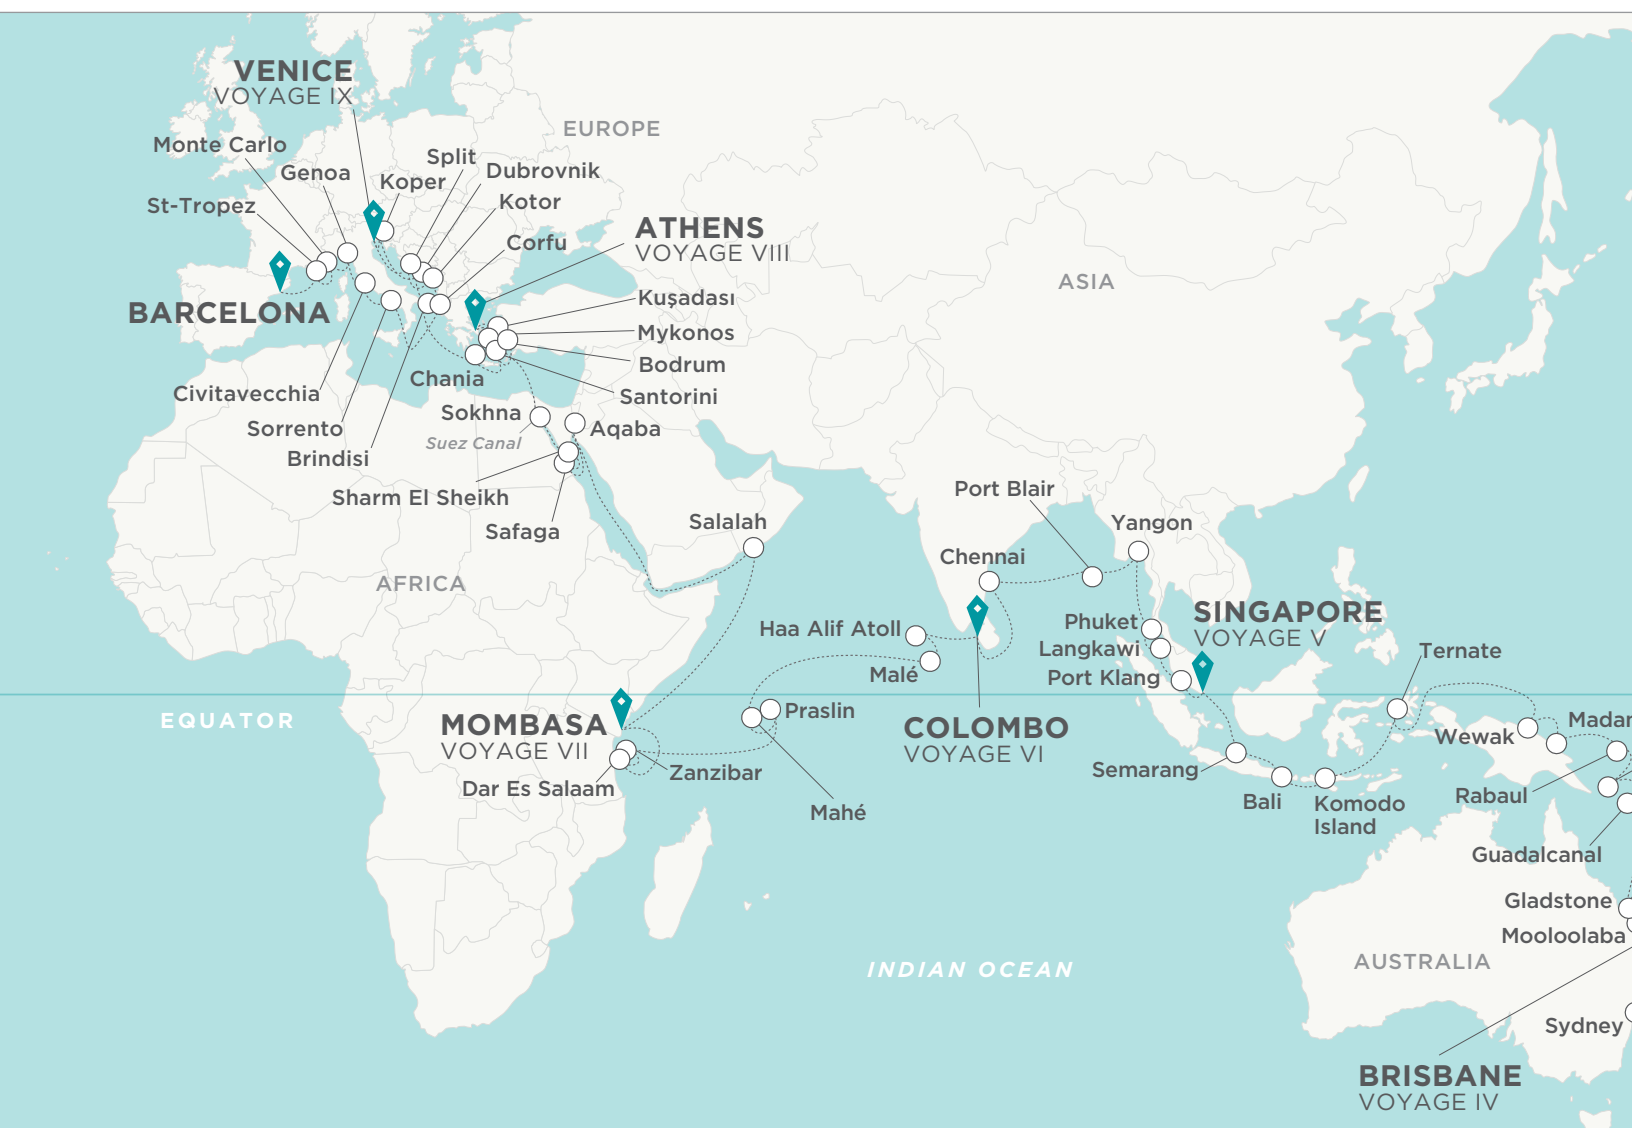 VENICE
VOYAGE IX
EUROPE
Monte Carlo
Split
Genoa
Dubrovnik
Koper
St-Tropez
Kotor
ATHENS
VOYAGE VIII
Corfu
ASIA
BARCELONA
Kuşadası
Mykonos
Bodrum
Chania
Civitavecchia
Santorini
Sokhna
Suez Canal
Aqaba
Sorrento
Brindisi
Sharm El Sheikh
Port Blair
Safaga
Salalah
Yangon
Chennai
AFRICA
SINGAPORE
VOYAGE V
Phuket
Haa Alif Atoll
Langkawi
Ternate
Malé
Port Klang
EQUATOR
MOMBASA
VOYAGE VII
Praslin
COLOMBO
VOYAGE VI
Madan
Wewak
Semarang
Zanzibar
Dar Es Salaam
Rabaul
Bali
Komodo
Island
Mahé
Guadalcanal
Gladstone
Mooloolaba
AUSTRALIA
INDIAN OCEAN
Sydney
BRISBANE
VOYAGE IV